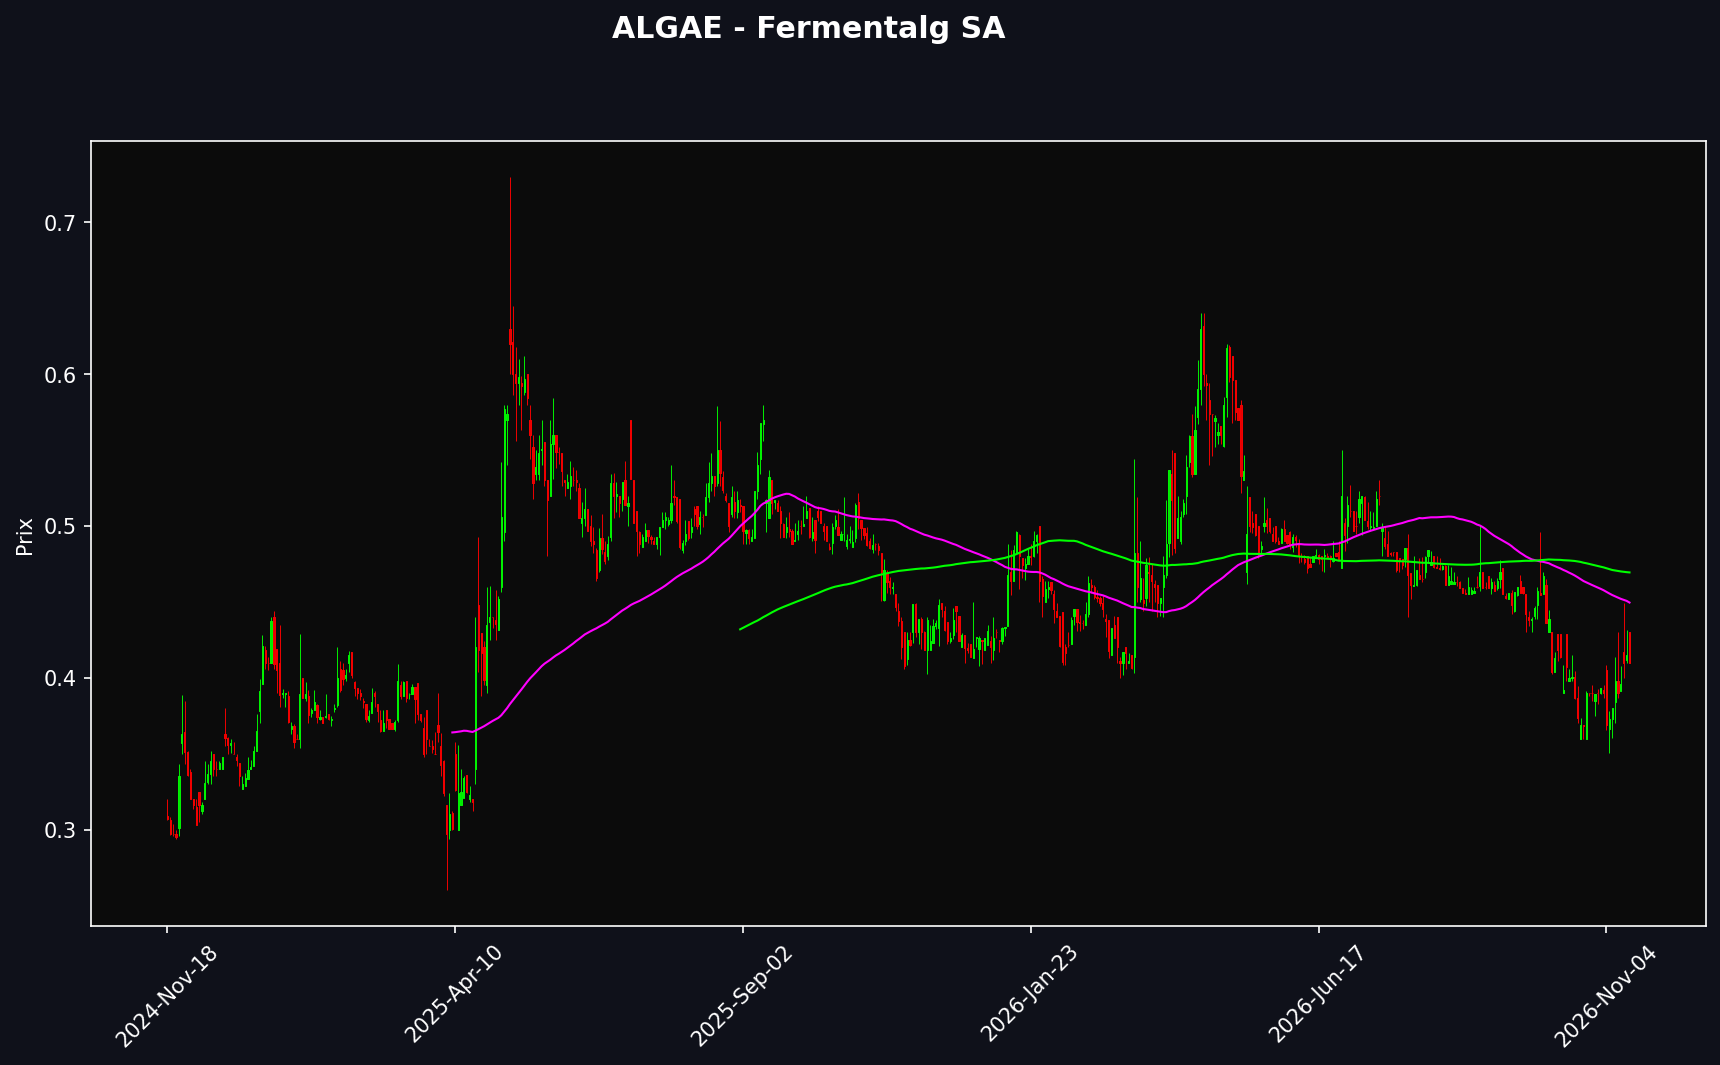 ALGAE - Fermentalg SA
Prix
0.7
0.6
0.5
0.4
0.3
2024-Nov-18
2025-Apr-10
2025-Sep-02
2026-Jan-23
2026-Jun-17
2026-Nov-04